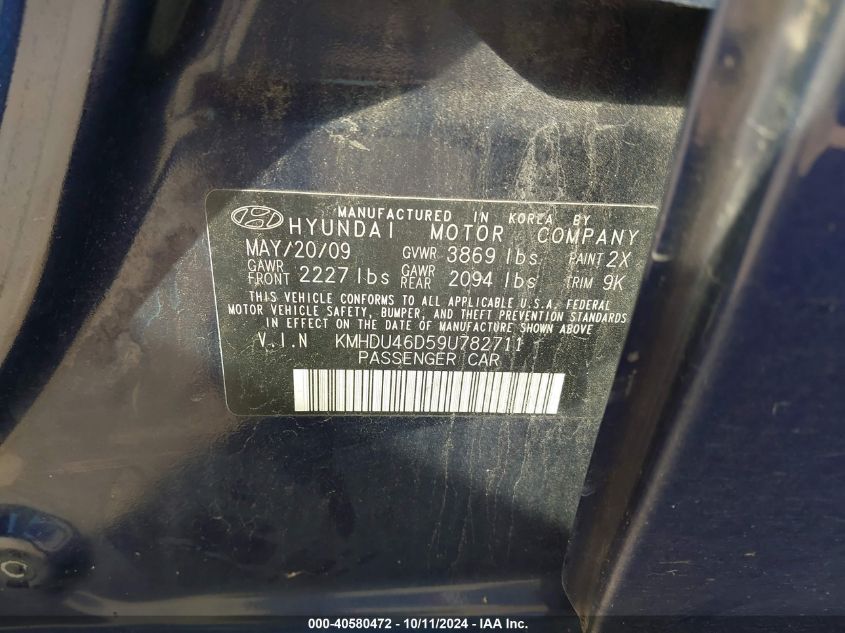 MANUFACTURED IN KOREA BY
HYUNDAI MOTOR COMPANY
MAY/20/09 GVWR 3869 lbs PAINT 2X
GAWR FRONT 2227 lbs GAWR REAR 2094 lbs TRIM 9K
THIS VEHICLE CONFORMS TO ALL APPLICABLE U.S.A. FEDERAL
MOTOR VEHICLE SAFETY, BUMPER, AND THEFT PREVENTION STANDARDS
IN EFFECT ON THE DATE OF MANUFACTURE SHOWN ABOVE
V.I.N KMHDU46D59U782711
PASSENGER CAR
000-40580472 - 10/11/2024 - IAA, Inc.